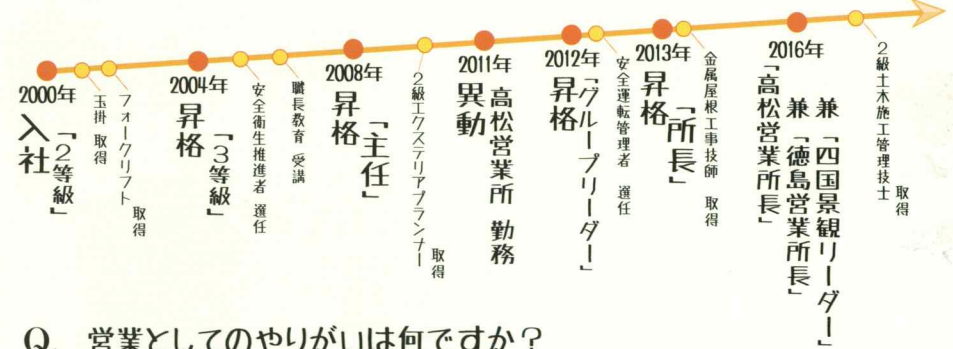 2000年
入社
「2等級」
玉掛 取得
フォークリフト 取得
2004年
昇格
「3等級」
安全衛生推進者 選任
職長教育 受講
2008年
昇格
「主任」
2級エクステリアプランナー 取得
2011年
異動
高松営業所 勤務
2012年
昇格
「グループリーダー」
安全運転管理者 選任
2013年
昇格
「所長」
金属屋根工事技師 取得
2016年
「高松営業所長」
兼「徳島営業所長」
兼「四国景観リーダー」
2級土木施工管理技士 取得
Q. 営業としてのやりがいは何ですか?